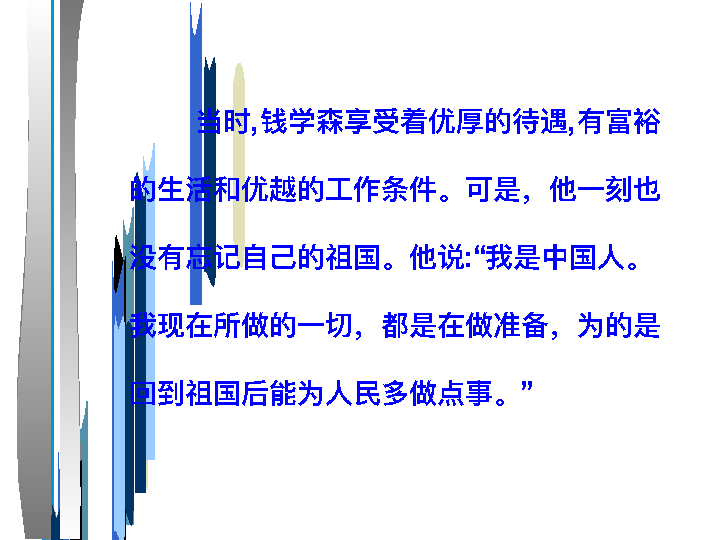 当时,钱学森享受着优厚的待遇,有富裕
的生活和优越的工作条件。可是，他一刻也
没有忘记自己的祖国。他说:“我是中国人。
我现在所做的一切，都是在做准备，为的是
回到祖国后能为人民多做点事。”